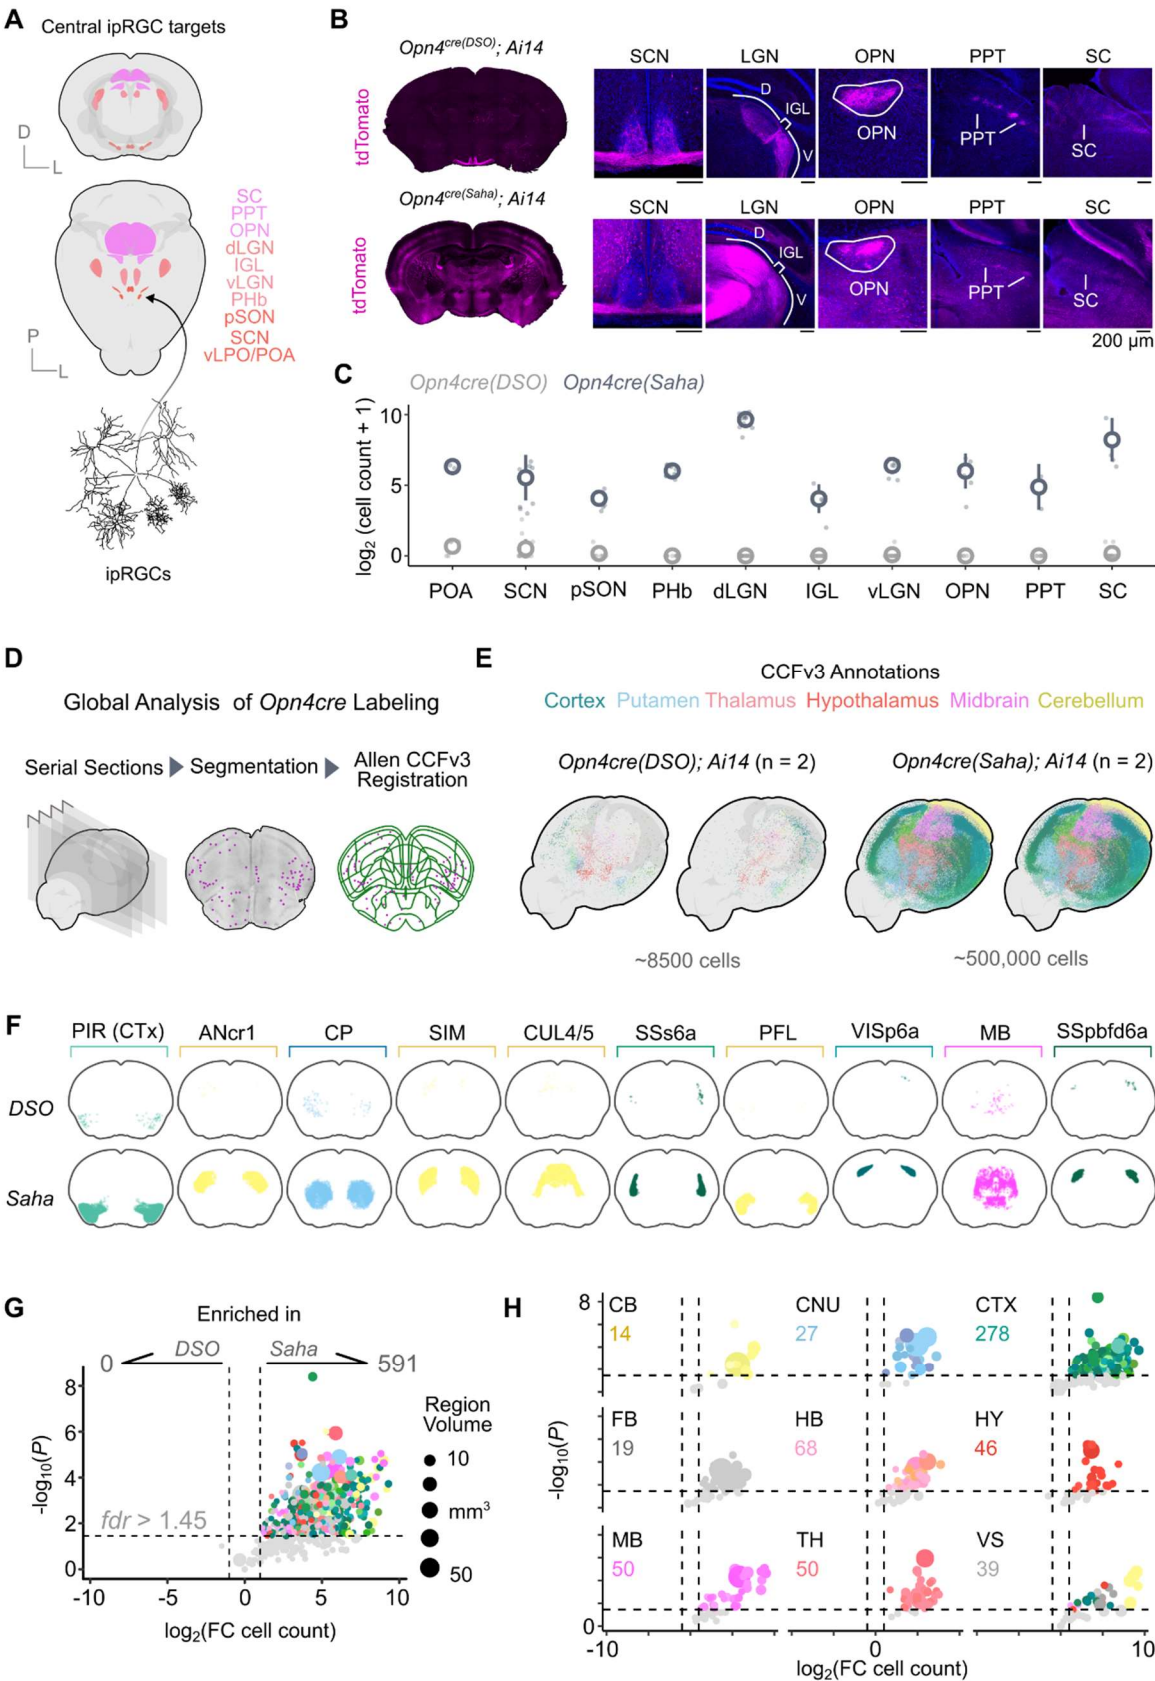 A
Central ipRGC targets
D
L
SC
PPT
OPN
dLGN
IGL
vLGN
PHb
pSON
SCN
vLPO/POA
P
L
ipRGCs
B
Opn4cre(DSO); Ai14
tdTomato
SCN LGN OPN PPT SC
D
IGL
V
OPN
PPT
SC
Opn4cre(Saha); Ai14
tdTomato
SCN LGN OPN PPT SC
D
IGL
V
OPN
PPT
SC
200 µm
C
Opn4cre(DSO) Opn4cre(Saha)
log2 (cell count + 1)
10
5
0
POA SCN pSON PHb dLGN IGL vLGN OPN PPT SC
D
Global Analysis of Opn4cre Labeling
Serial Sections Segmentation Allen CCFv3
Registration
E
CCFv3 Annotations
Cortex Putamen Thalamus Hypothalamus Midbrain Cerebellum
Opn4cre(DSO); Ai14 (n = 2)
Opn4cre(Saha); Ai14 (n = 2)
~8500 cells
~500,000 cells
F
PIR (CTx) ANcr1 CP SIM CUL4/5 SSs6a PFL VISp6a MB SSpbfd6a
DSO
Saha
G
Enriched in
DSO Saha
0 591
8
6
4
2
0
-log10(P)
fdr > 1.45
-10 -5 0 5 10
log2(FC cell count)
Region
Volume
10
mm3
50
H
8
CB
14
CNU
27
CTX
278
FB
19
HB
68
HY
46
MB
50
TH
50
VS
39
-log10(P)
0
-10 0 10
log2(FC cell count)